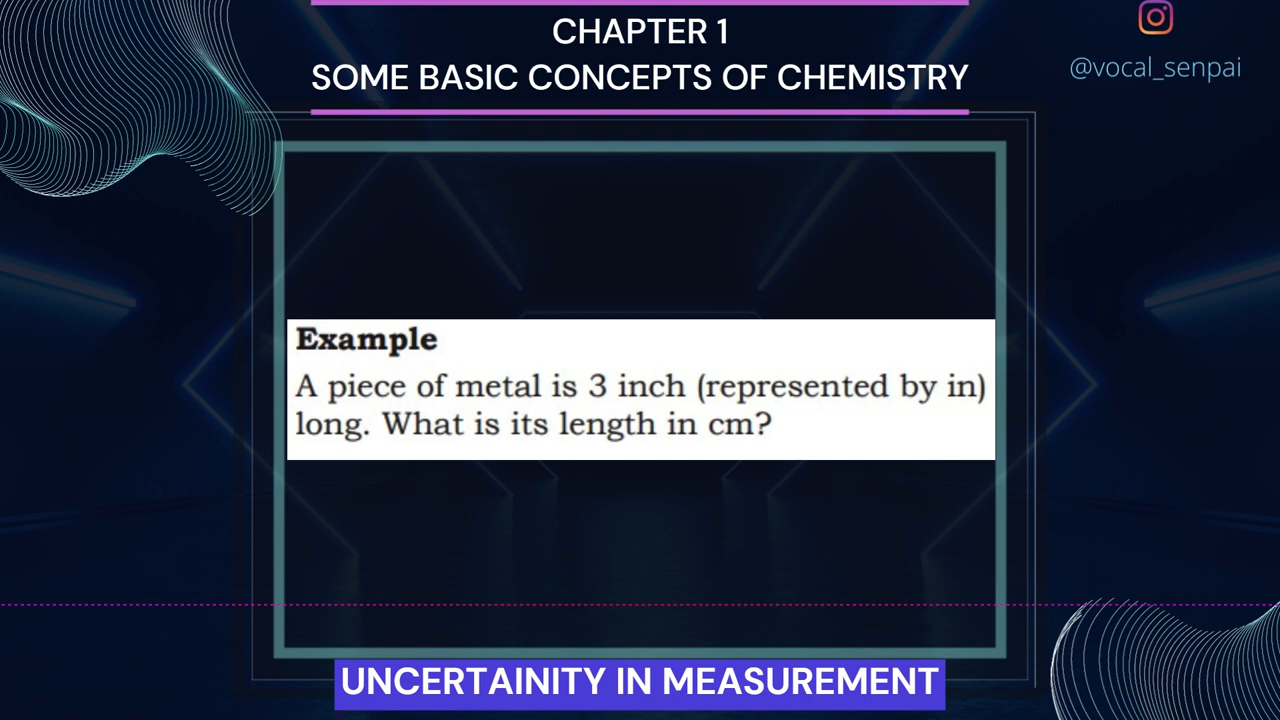 CHAPTER 1
SOME BASIC CONCEPTS OF CHEMISTRY
@vocal_senpai
Example
A piece of metal is 3 inch (represented by in)
long. What is its length in cm?
UNCERTAINITY IN MEASUREMENT